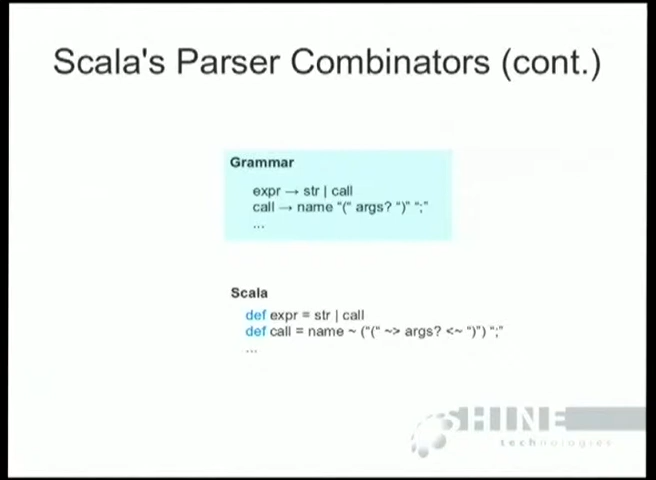 Scala's Parser Combinators (cont.)
Grammar
expr → str | call
call → name "(" args? ")" ";"
...
Scala
def expr = str | call
def call = name ~ ("(" ~> args? <~ ")") ";"
...
SHINE
technologies